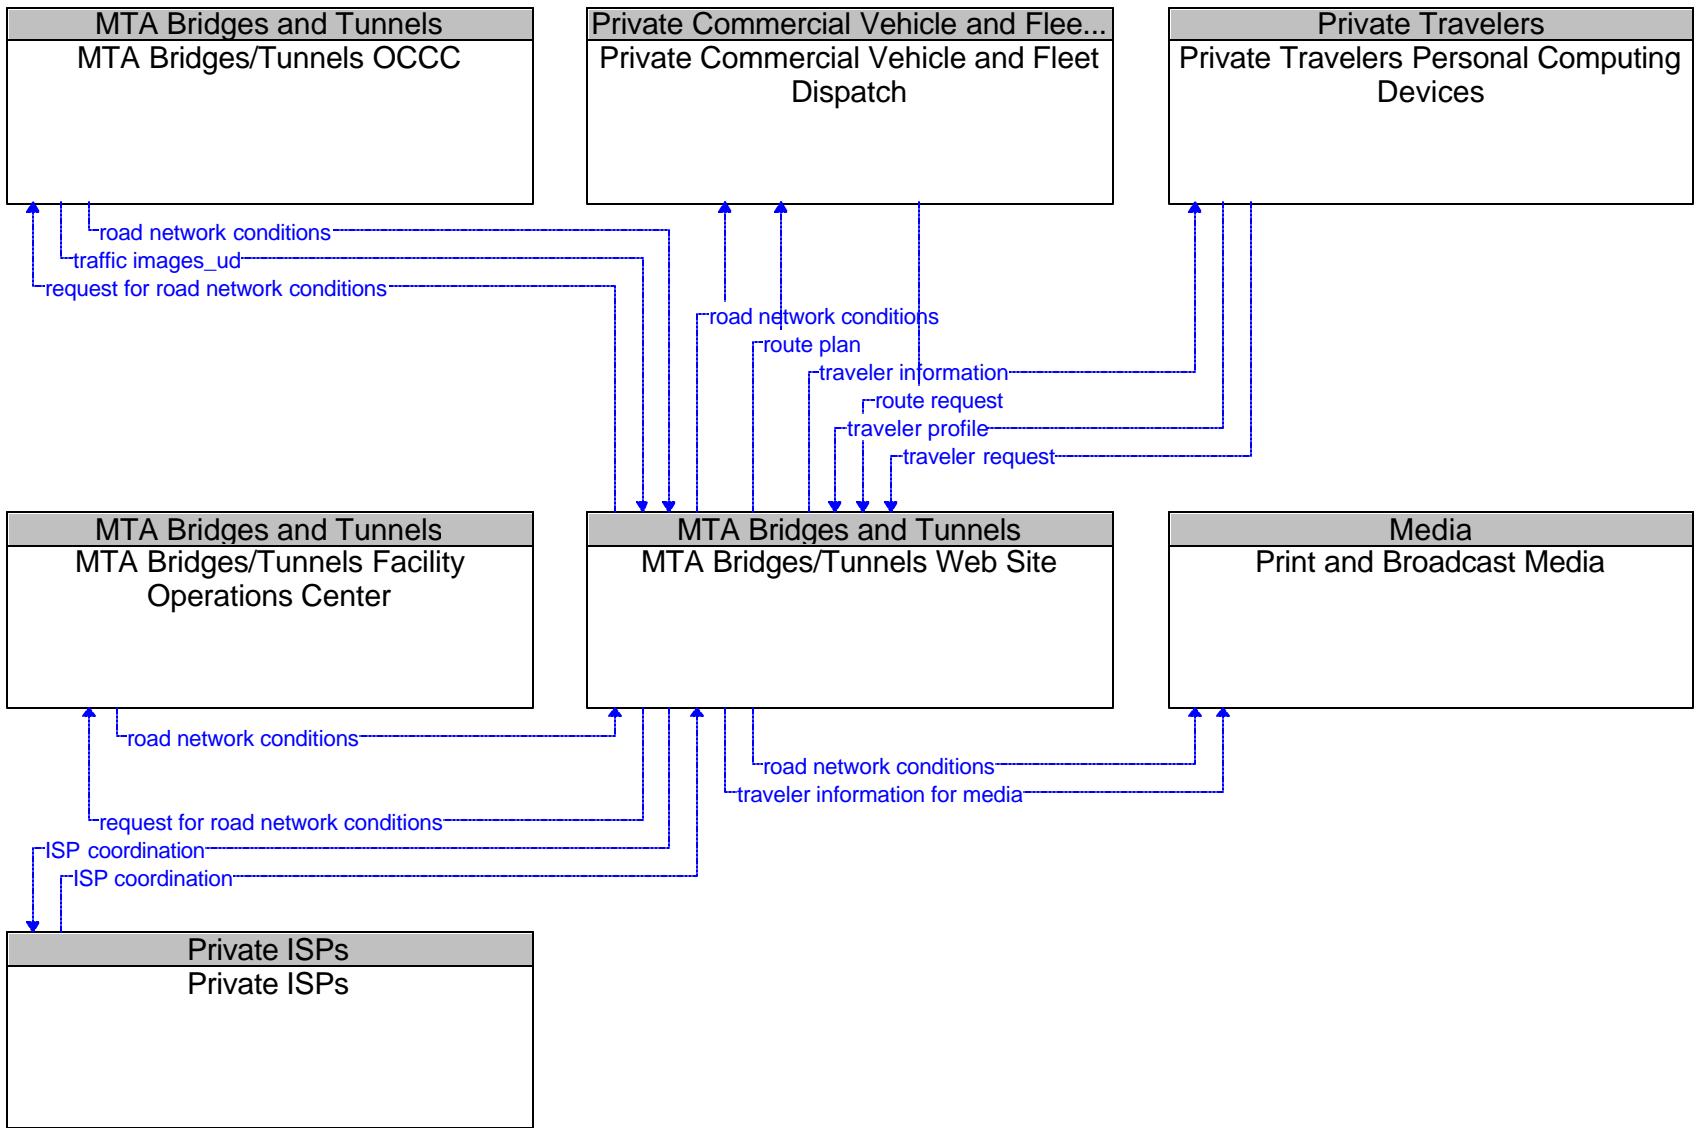 MTA Bridges and Tunnels
MTA Bridges/Tunnels OCCC
Private Commercial Vehicle and Flee...
Private Commercial Vehicle and Fleet
Dispatch
Private Travelers
Private Travelers Personal Computing
Devices
road network conditions
traffic images_ud
request for road network conditions
road network conditions
route plan
traveler information
route request
traveler profile
traveler request
MTA Bridges and Tunnels
MTA Bridges/Tunnels Facility
Operations Center
MTA Bridges and Tunnels
MTA Bridges/Tunnels Web Site
Media
Print and Broadcast Media
road network conditions
road network conditions
traveler information for media
request for road network conditions
ISP coordination
ISP coordination
Private ISPs
Private ISPs